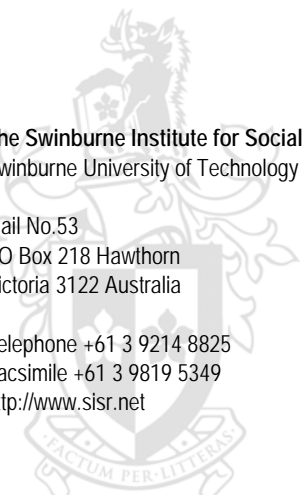 he Swinburne Institute for Social
winburne University of Technology
ail No.53
O Box 218 Hawthorn
ictoria 3122 Australia
elephone +61 3 9214 8825
acsimile +61 3 9819 5349
ttp://www.sisr.net
FACTUM PER·LITTERAS